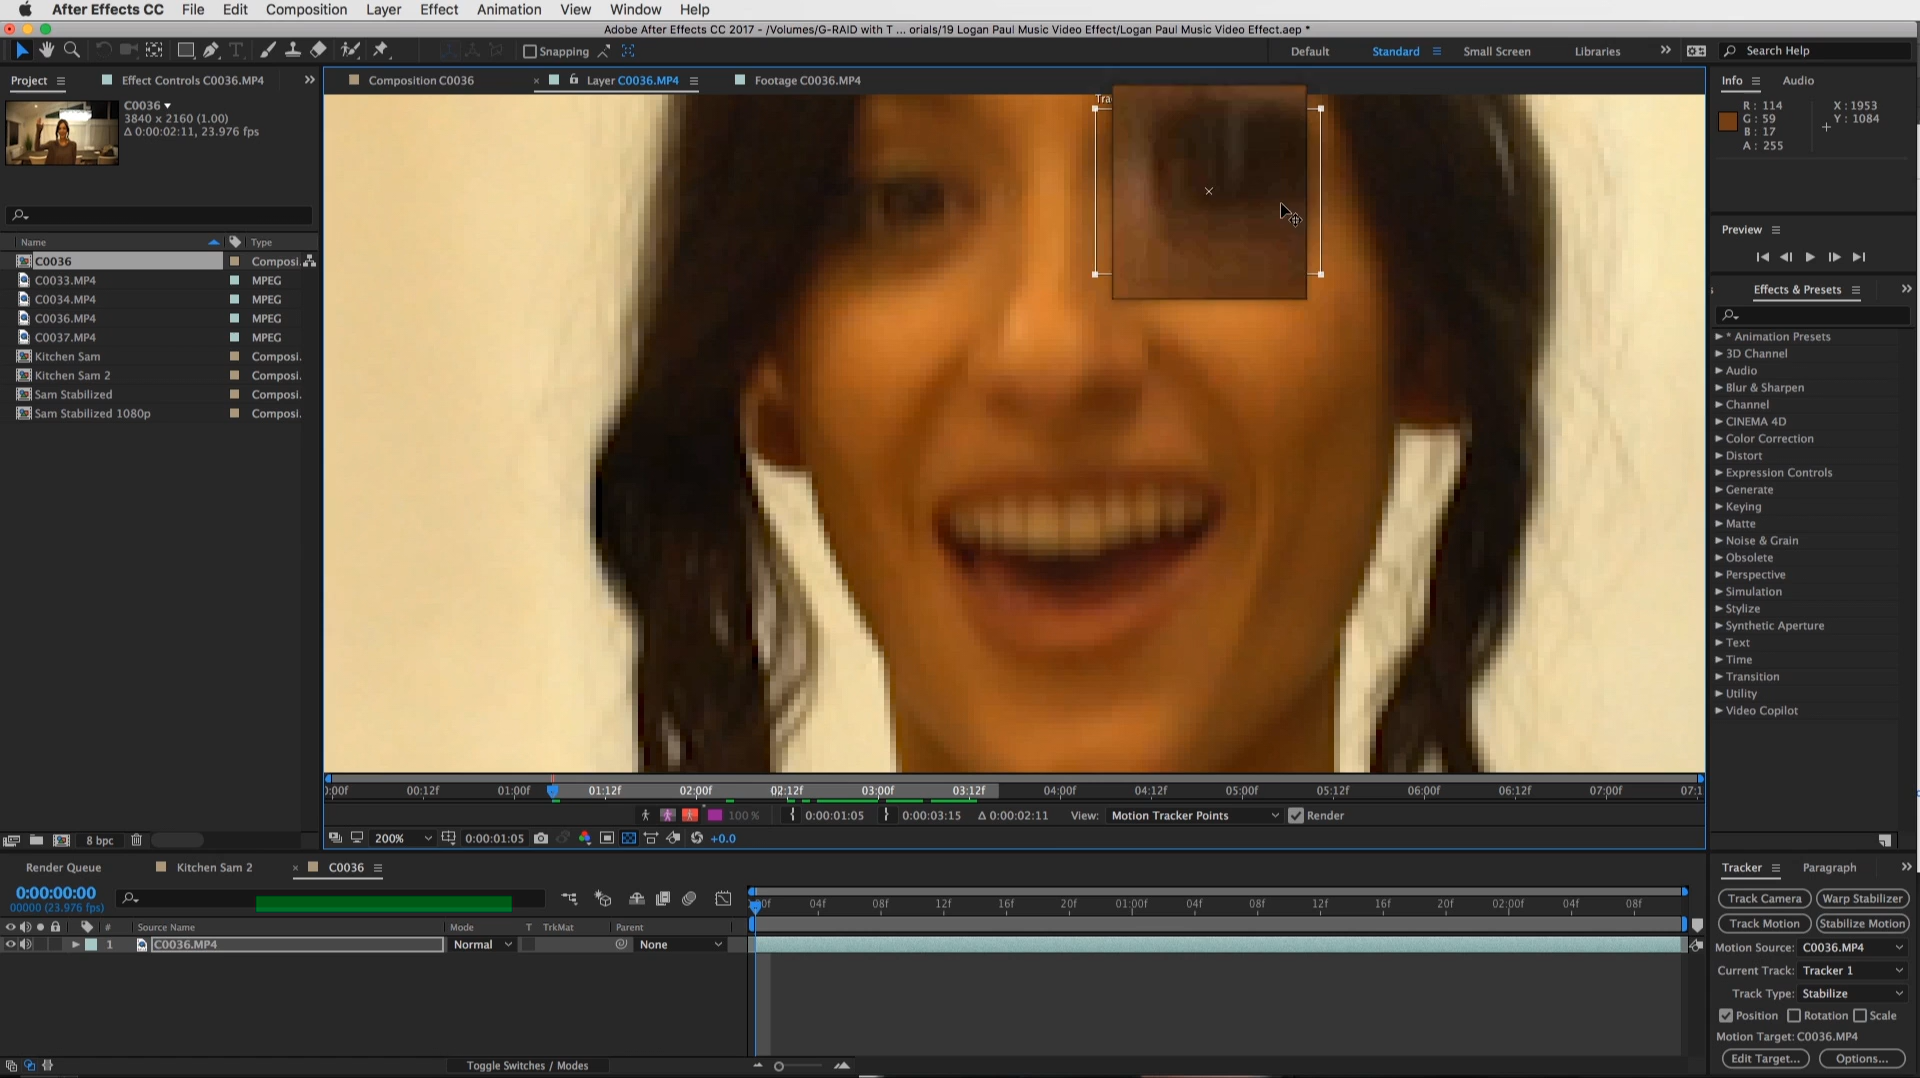 After Effects CC File Edit Composition Layer Effect Animation View Window Help
Adobe After Effects CC 2017 - /Volumes/G-RAID with T ... orials/19 Logan Paul Music Video Effect/Logan Paul Music Video Effect.aep *
Snapping Default Standard Small Screen Libraries Search Help
Project Effect Controls C0036.MP4
Composition C0036 Layer C0036.MP4 Footage C0036.MP4
Info Audio
C0036
3840 x 2160 (1.00)
Δ 0:00:02:11, 23.976 fps
Tra
R: 114
G: 59
B: 17
A: 255
X: 1953
Y: 1084
Name Type
C0036 Composi.
C0033.MP4 MPEG
C0034.MP4 MPEG
C0036.MP4 MPEG
C0037.MP4 MPEG
Kitchen Sam Composi.
Kitchen Sam 2 Composi.
Sam Stabilized Composi.
Sam Stabilized 1080p Composi.
Preview
Effects & Presets
* Animation Presets
3D Channel
Audio
Blur & Sharpen
Channel
CINEMA 4D
Color Correction
Distort
Expression Controls
Generate
Keying
Matte
Noise & Grain
Obsolete
Perspective
Simulation
Stylize
Synthetic Aperture
Text
Time
Transition
Utility
Video Copilot
:00f 00:12f 01:00f 01:12f 02:00f 02:12f 03:00f 03:12f 04:00f 04:12f 05:00f 05:12f 06:00f 06:12f 07:00f 07:1
100 % 0:00:01:05 0:00:03:15 Δ 0:00:02:11 View: Motion Tracker Points Render
8 bpc 200% 0:00:01:05 +0.0
Render Queue Kitchen Sam 2 C0036
0:00:00:00
00000 (23.976 fps)
00f 04f 08f 12f 16f 20f 01:00f 04f 08f 12f 16f 20f 02:00f 04f 08f
# Source Name Mode T TrkMat Parent
1 C0036.MP4 Normal None
Toggle Switches / Modes
Tracker Paragraph
Track Camera Warp Stabilizer
Track Motion Stabilize Motion
Motion Source: C0036.MP4
Current Track: Tracker 1
Track Type: Stabilize
Position Rotation Scale
Motion Target: C0036.MP4
Edit Target... Options...